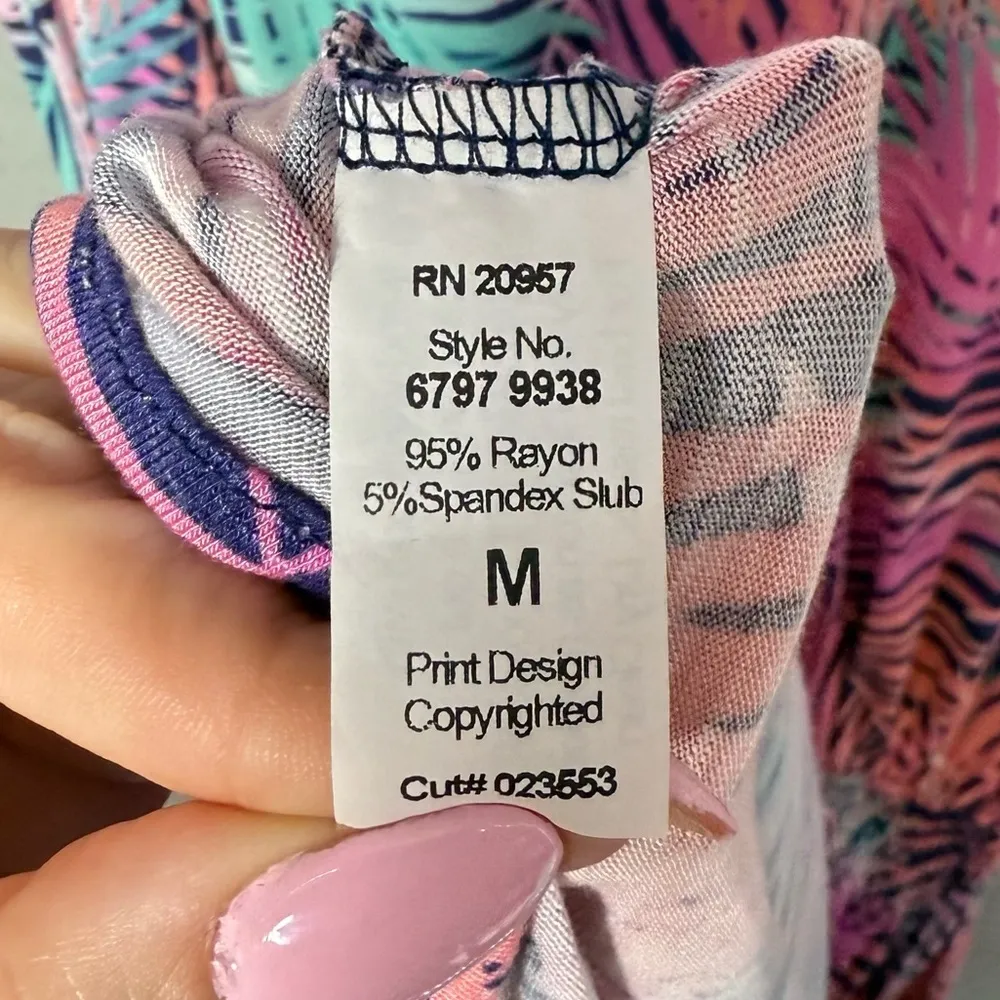 RN 20957
Style No.
6797 9938
95% Rayon
5%Spandex Slub
M
Print Design
Copyrighted
Cut# 023553